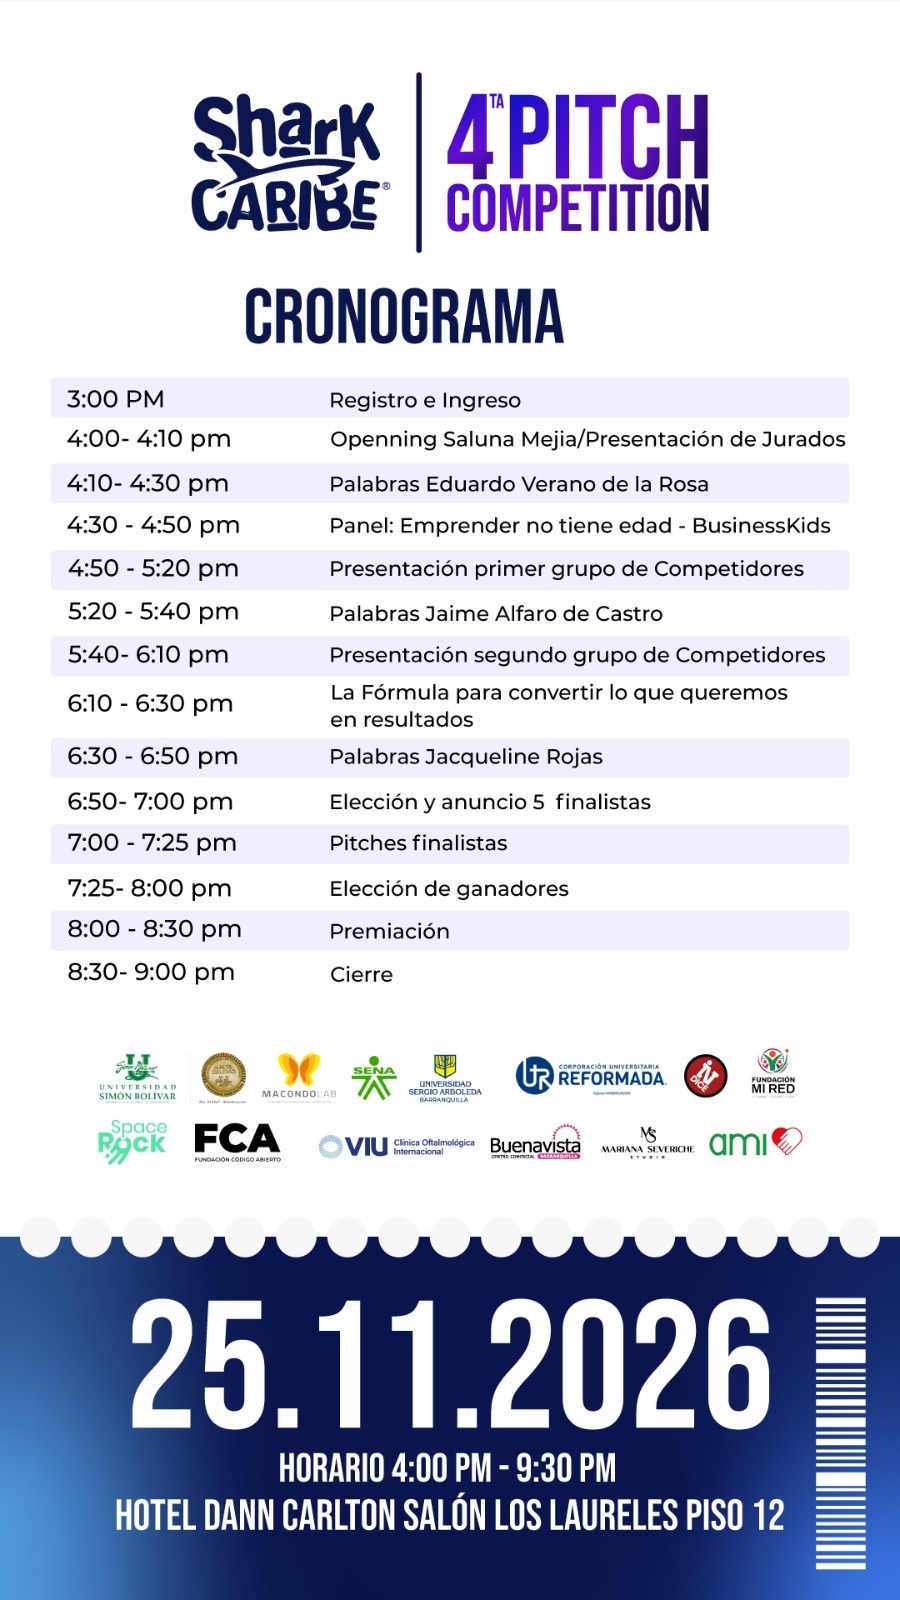 Shark
CARIBE®
4TA PITCH
COMPETITION
CRONOGRAMA
3:00 PM Registro e Ingreso
4:00- 4:10 pm Openning Saluna Mejia/Presentación de Jurados
4:10- 4:30 pm Palabras Eduardo Verano de la Rosa
4:30 - 4:50 pm Panel: Emprender no tiene edad - BusinessKids
4:50 - 5:20 pm Presentación primer grupo de Competidores
5:20 - 5:40 pm Palabras Jaime Alfaro de Castro
5:40- 6:10 pm Presentación segundo grupo de Competidores
6:10 - 6:30 pm La Fórmula para convertir lo que queremos
en resultados
6:30 - 6:50 pm Palabras Jacqueline Rojas
6:50- 7:00 pm Elección y anuncio 5 finalistas
7:00 - 7:25 pm Pitches finalistas
7:25- 8:00 pm Elección de ganadores
8:00 - 8:30 pm Premiación
8:30- 9:00 pm Cierre
UNIVERSIDAD
SIMÓN BOLÍVAR
ALTA
CALIDAD
MACONDOLAB
SENA
UNIVERSIDAD
SERGIO ARBOLEDA
BARRANQUILLA
CORPORACIÓN UNIVERSITARIA
REFORMADA
FUNDACIÓN
MI RED
Space
Rock
FCA
FUNDACIÓN CÓDIGO ABIERTO
VIU Clínica Oftalmológica
Internacional
Buenavista
CENTRO COMERCIAL BARRANQUILLA
MS
MARIANA SEVERICHE
STUDIO
ami
25.11.2026
HORARIO 4:00 PM - 9:30 PM
HOTEL DANN CARLTON SALÓN LOS LAURELES PISO 12